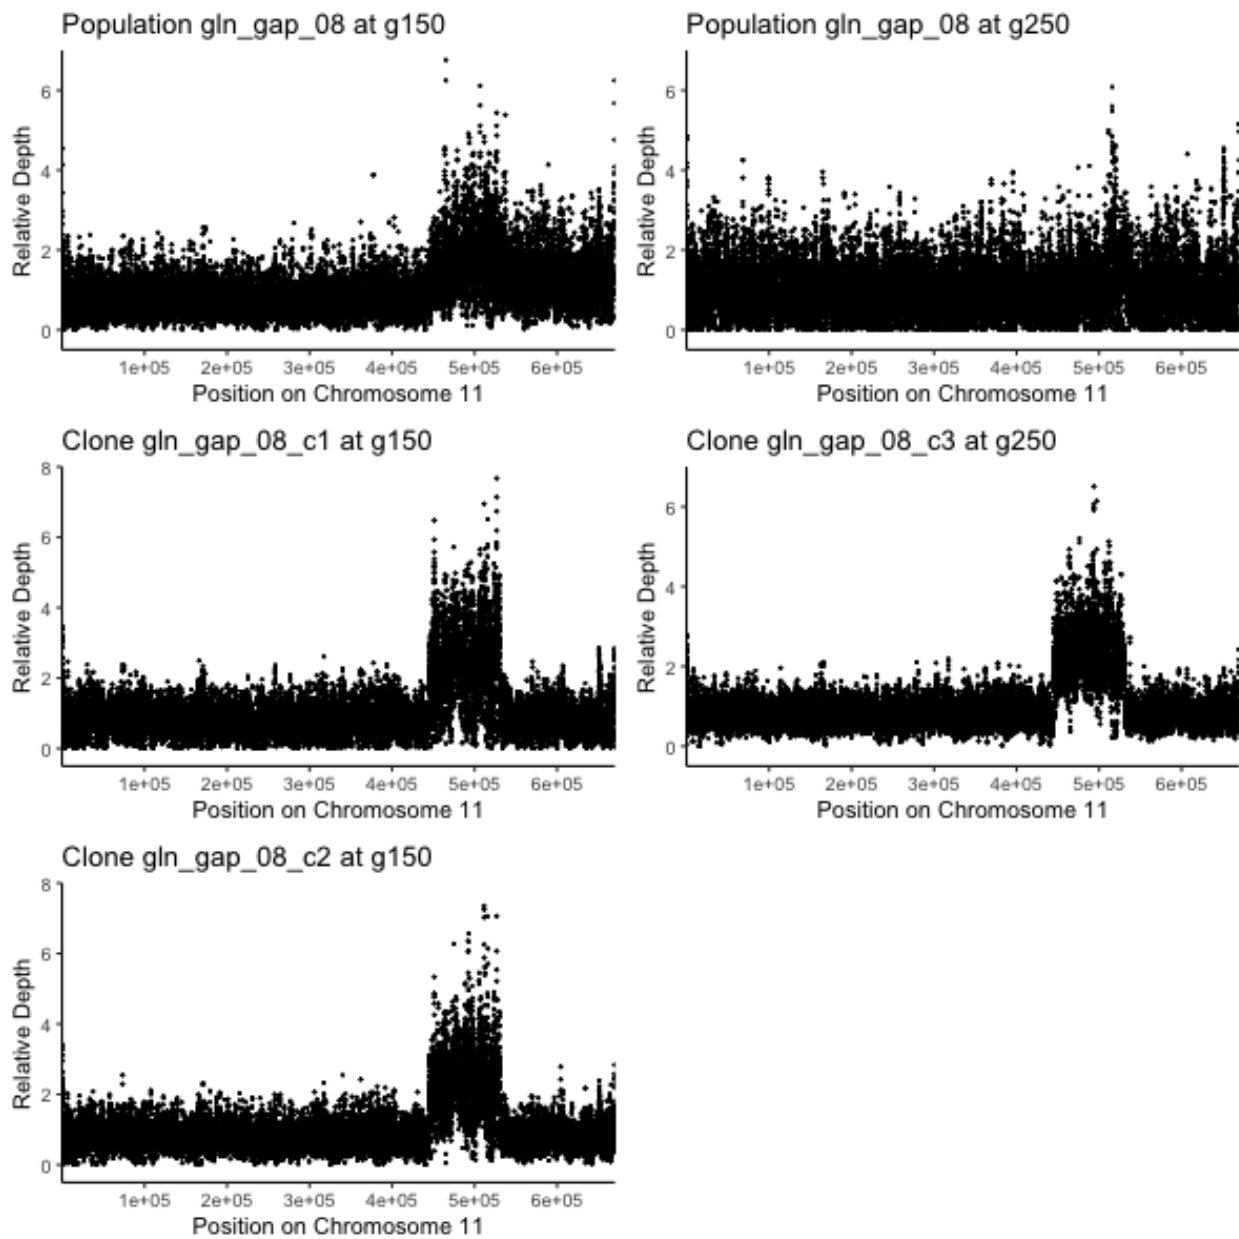 Population gln_gap_08 at g150
Relative Depth
6
4
2
0
1e+05 2e+05 3e+05 4e+05 5e+05 6e+05
Position on Chromosome 11
Population gln_gap_08 at g250
Relative Depth
6
4
2
0
1e+05 2e+05 3e+05 4e+05 5e+05 6e+05
Position on Chromosome 11
Clone gln_gap_08_c1 at g150
Relative Depth
8
6
4
2
0
1e+05 2e+05 3e+05 4e+05 5e+05 6e+05
Position on Chromosome 11
Clone gln_gap_08_c3 at g250
Relative Depth
6
4
2
0
1e+05 2e+05 3e+05 4e+05 5e+05 6e+05
Position on Chromosome 11
Clone gln_gap_08_c2 at g150
Relative Depth
8
6
4
2
0
1e+05 2e+05 3e+05 4e+05 5e+05 6e+05
Position on Chromosome 11